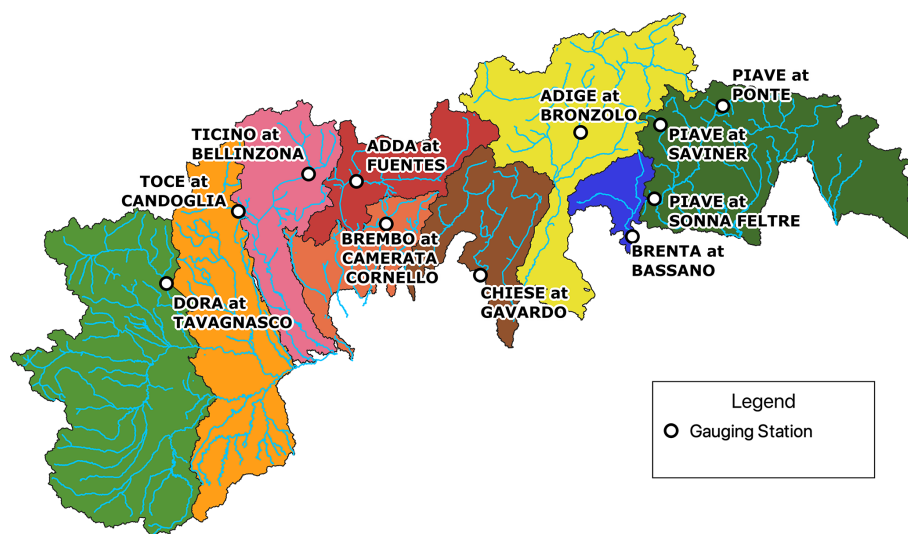 PIAVE at
PONTE
ADIGE at
BRONZOLO
PIAVE at
SAVINER
TICINO at
BELLINZONA
ADDA at
FUENTES
TOCE at
CANDOGLIA
PIAVE at
SONNA FELTRE
BREMBO at
CAMERATA
CORNELLO
BRENTA at
BASSANO
CHIESE at
GAVARDO
DORA at
TAVAGNASCO
Legend
Gauging Station